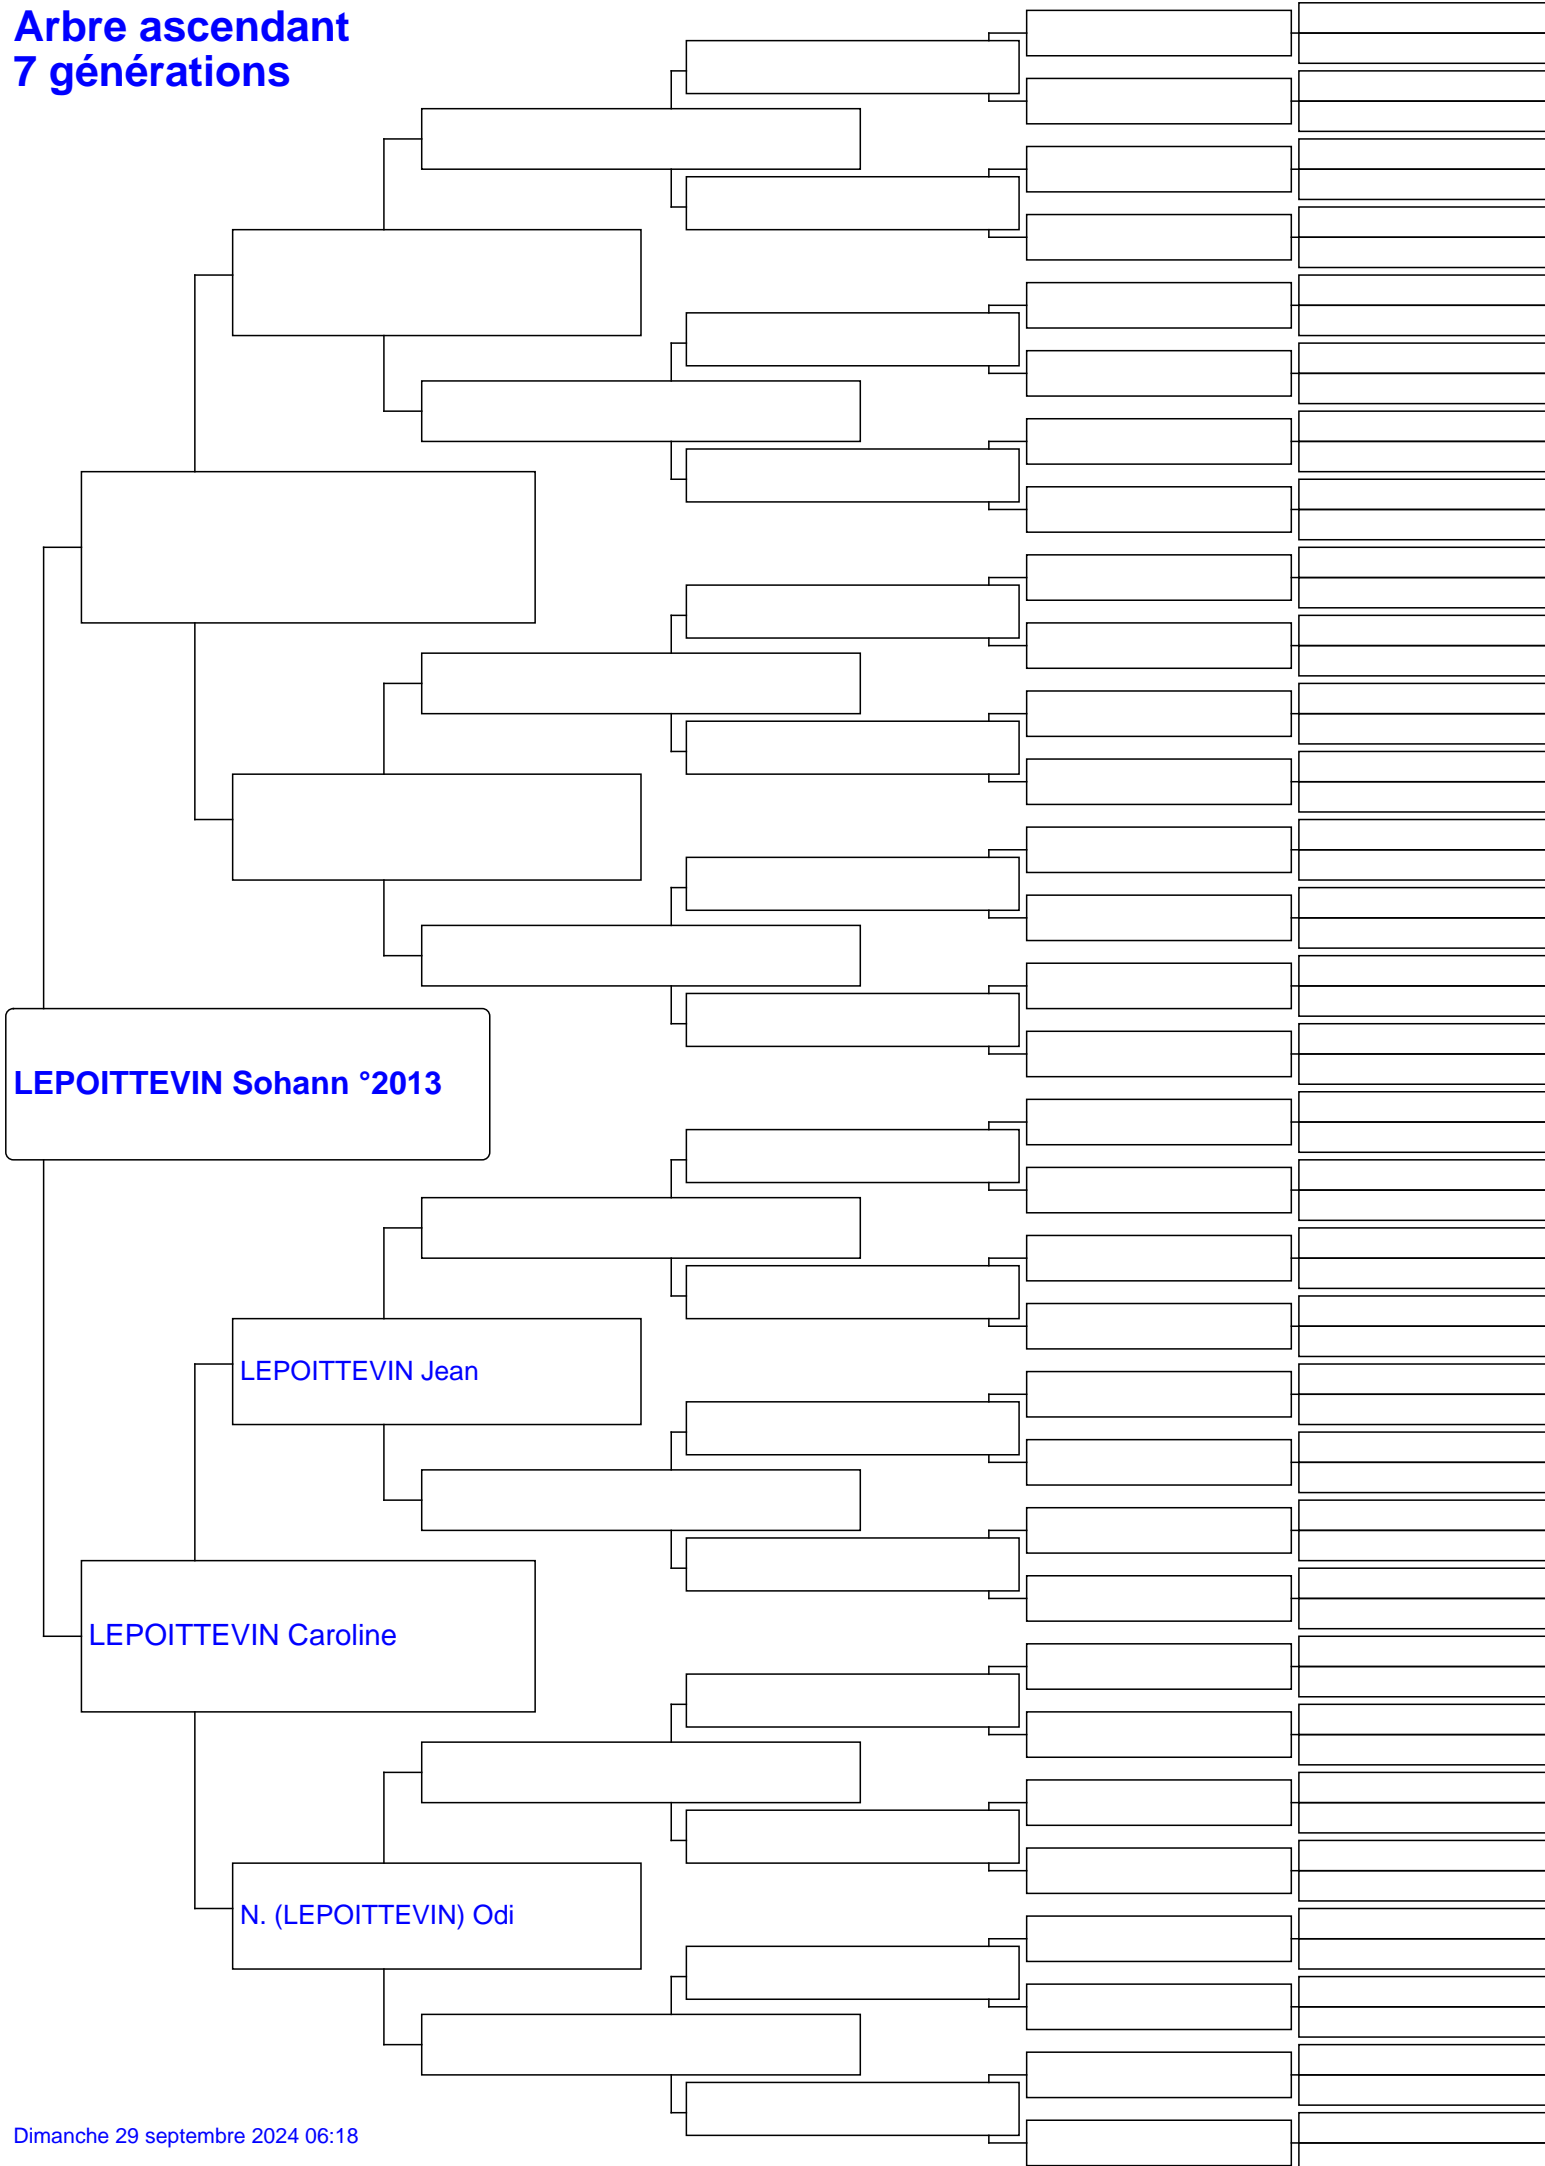 Arbre ascendant
7 générations
LEPOITTEVIN Sohann °2013
LEPOITTEVIN Jean
LEPOITTEVIN Caroline
N. (LEPOITTEVIN) Odi
Dimanche 29 septembre 2024 06:18